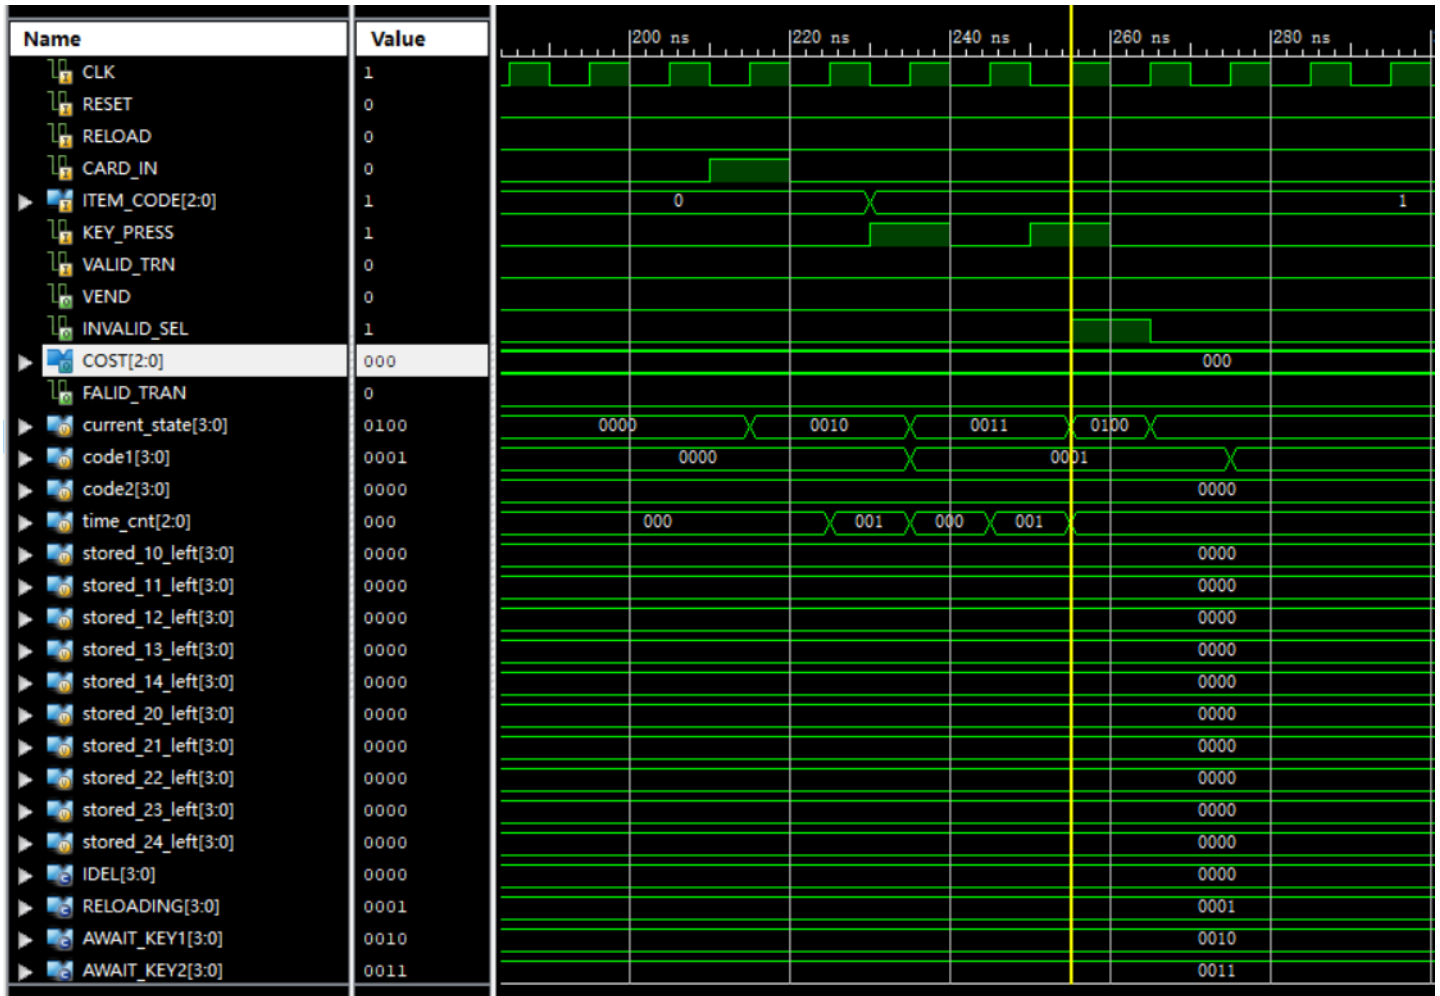 Name Value 200 ns 220 ns 240 ns 260 ns 280 ns
CLK 1
RESET 0
RELOAD 0
CARD_IN 0
ITEM_CODE[2:0] 1 0 1
KEY_PRESS 1
VALID_TRN 0
VEND 0
INVALID_SEL 1
COST[2:0] 000 000
FALID_TRAN 0
current_state[3:0] 0100 0000 0010 0011 0100
code1[3:0] 0001 0000 0001
code2[3:0] 0000 0000
time_cnt[2:0] 000 000 001 000 001
stored_10_left[3:0] 0000 0000
stored_11_left[3:0] 0000 0000
stored_12_left[3:0] 0000 0000
stored_13_left[3:0] 0000 0000
stored_14_left[3:0] 0000 0000
stored_20_left[3:0] 0000 0000
stored_21_left[3:0] 0000 0000
stored_22_left[3:0] 0000 0000
stored_23_left[3:0] 0000 0000
stored_24_left[3:0] 0000 0000
IDEL[3:0] 0000 0000
RELOADING[3:0] 0001 0001
AWAIT_KEY1[3:0] 0010 0010
AWAIT_KEY2[3:0] 0011 0011